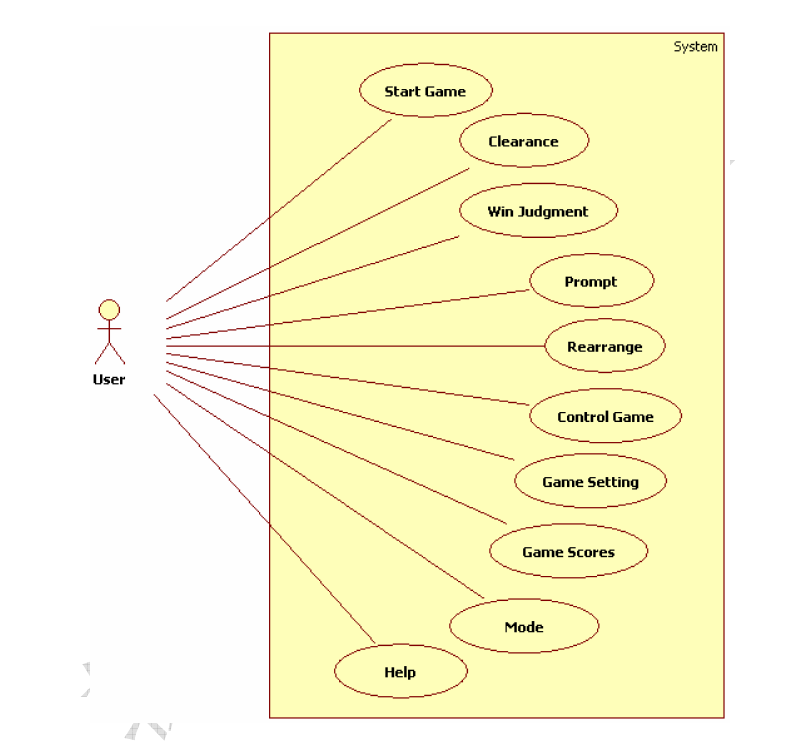 System
Start Game
Clearance
Win Judgment
Prompt
Rearrange
User
Control Game
Game Setting
Game Scores
Mode
Help